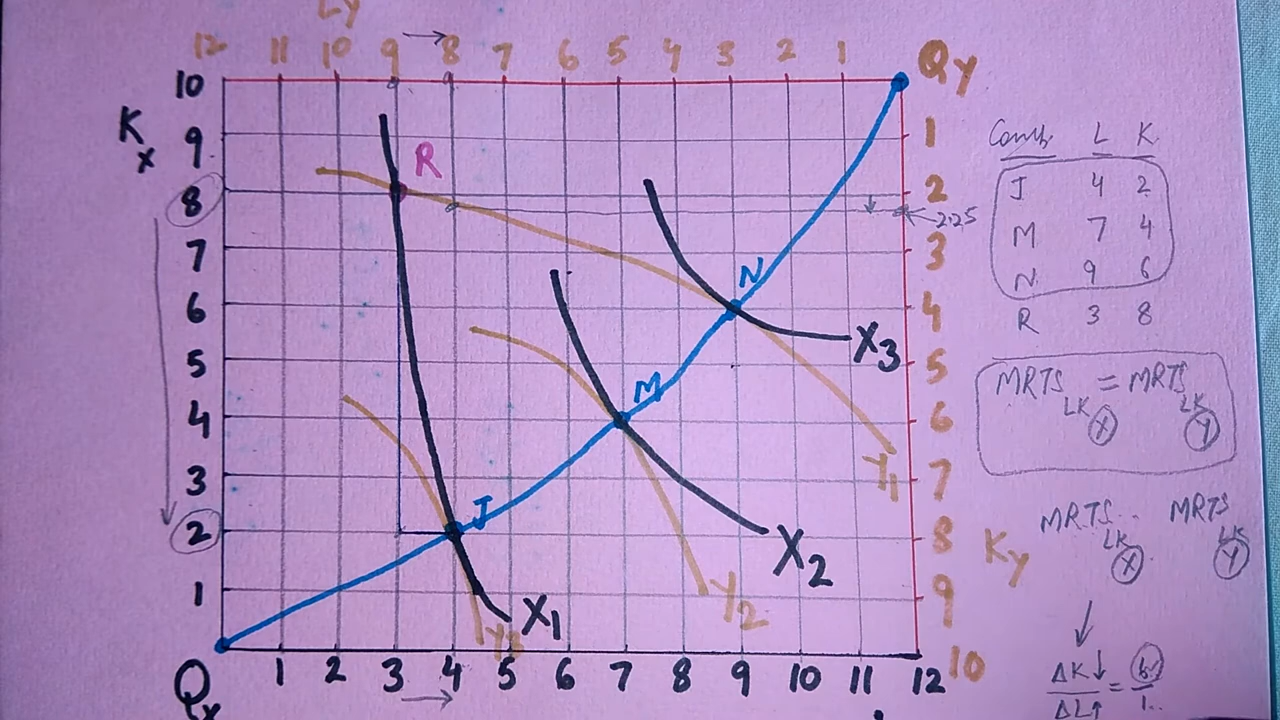 Ly
12 11 10 9 → 8 7 6 5 4 3 2 1 Qy
10
Kx
9 1
R
8 2
2.25
7 3
N
6 4
X3
5 5
M
4 6
Y1
3 7
J
2 8
Ky
X2
1 9
Y2
X1
10
Qx
1 2 3 4 5 6 7 8 9 10 11 12
→
Comb L K
J 4 2
M 7 4
N 9 6
R 3 8
MRTS LK X = MRTS LK Y
MRTS LK X MRTS LK Y
↓
ΔK↓ / ΔL↑ = 6 / 1